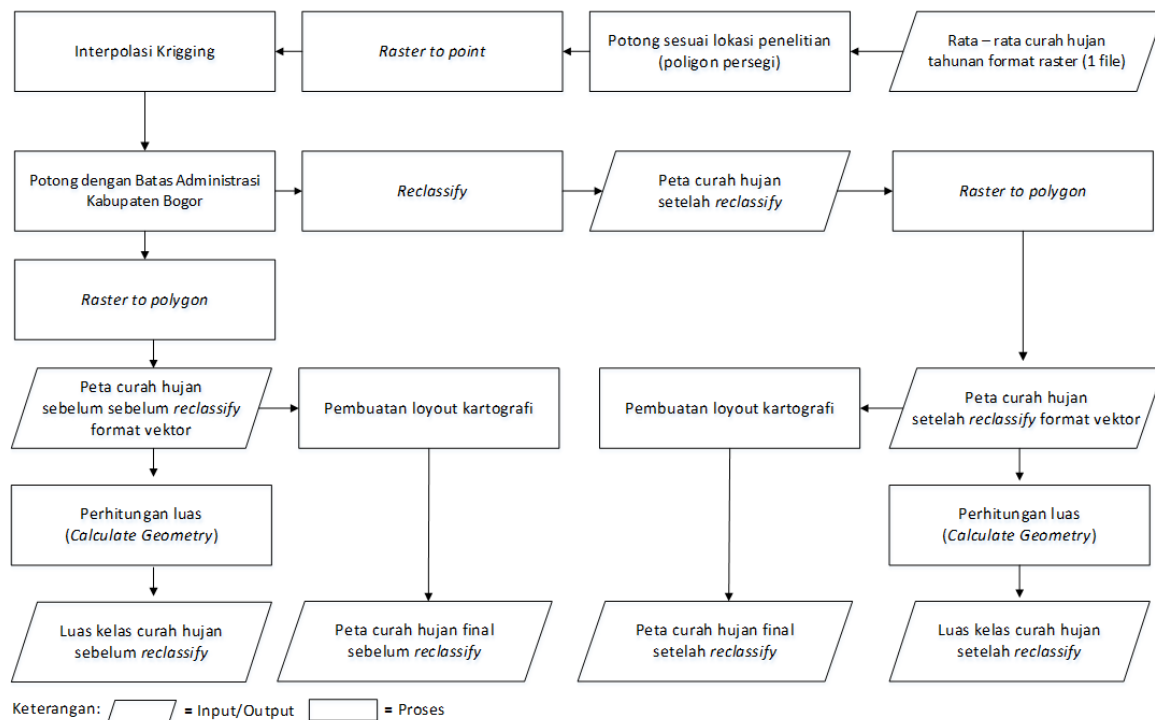 Interpolasi Krigging
Raster to point
Potong sesuai lokasi penelitian
(poligon persegi)
Rata – rata curah hujan
tahunan format raster (1 file)
Potong dengan Batas Administrasi
Kabupaten Bogor
Reclassify
Peta curah hujan
setelah reclassify
Raster to polygon
Raster to polygon
Peta curah hujan
sebelum sebelum reclassify
format vektor
Pembuatan loyout kartografi
Pembuatan loyout kartografi
Peta curah hujan
setelah reclassify format vektor
Perhitungan luas
(Calculate Geometry)
Perhitungan luas
(Calculate Geometry)
Luas kelas curah hujan
sebelum reclassify
Peta curah hujan final
sebelum reclassify
Peta curah hujan final
setelah reclassify
Luas kelas curah hujan
setelah reclassify
Keterangan: = Input/Output = Proses